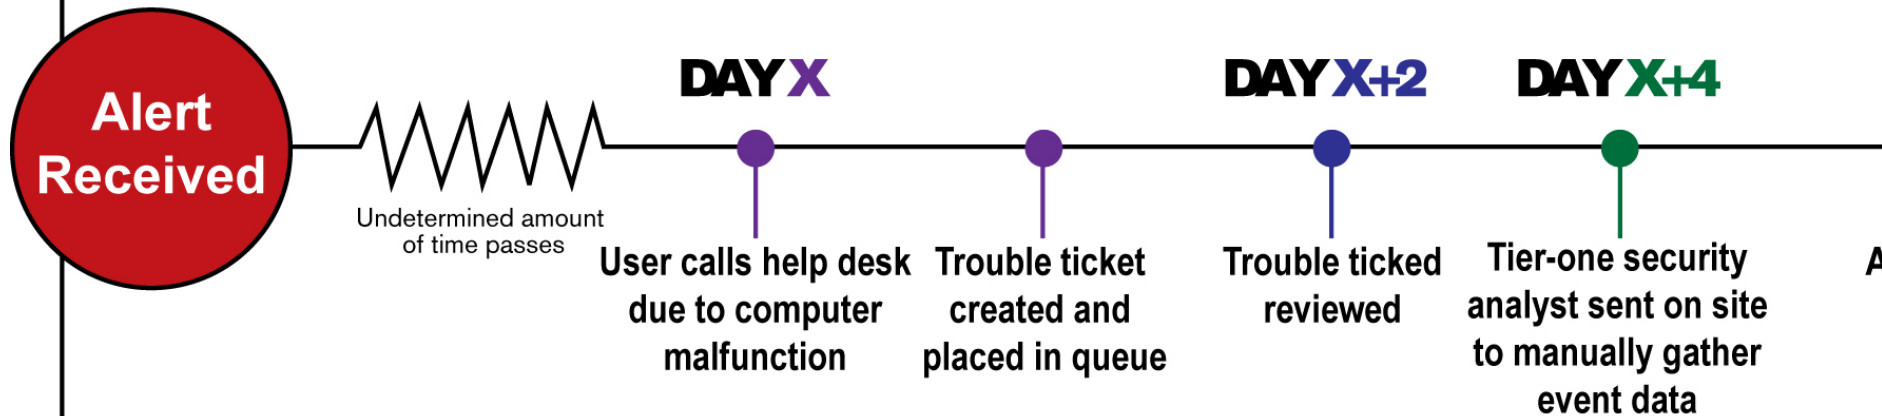 Alert
Received
Undetermined amount
of time passes
DAY X
User calls help desk
due to computer
malfunction
Trouble ticket
created and
placed in queue
DAY X+2
Trouble ticked
reviewed
DAY X+4
Tier-one security
analyst sent on site
to manually gather
event data